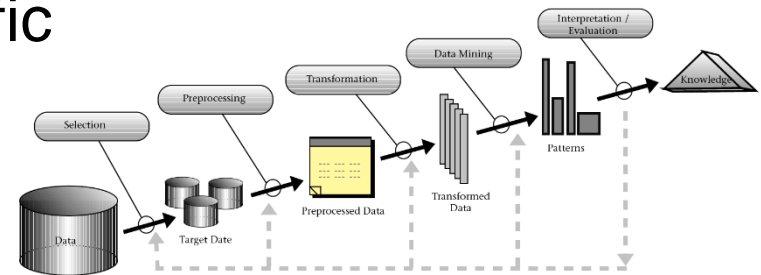 ric
Interpretation /
Evaluation
Data Mining
Transformation
Preprocessing
Selection
Knowledge
Patterns
Transformed
Data
Preprocessed Data
Target Date
Data